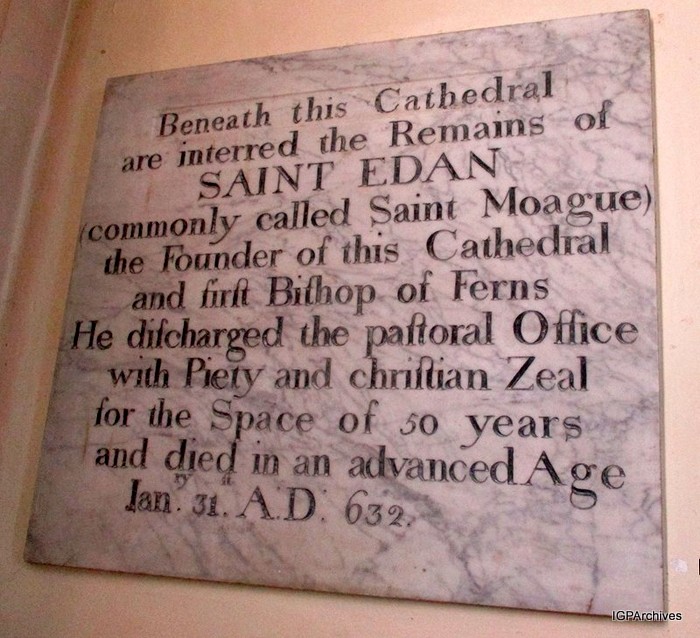 Beneath this Cathedral
are interred the Remains of
SAINT EDAN
(commonly called Saint Moague)
the Founder of this Cathedral
and firſt Biſhop of Ferns
He diſcharged the paſtoral Office
with Piety and chriſtian Zeal
for the Space of 50 years
and died in an advanced Age
Jan.ry 31.st A.D. 632.
IGPArchives